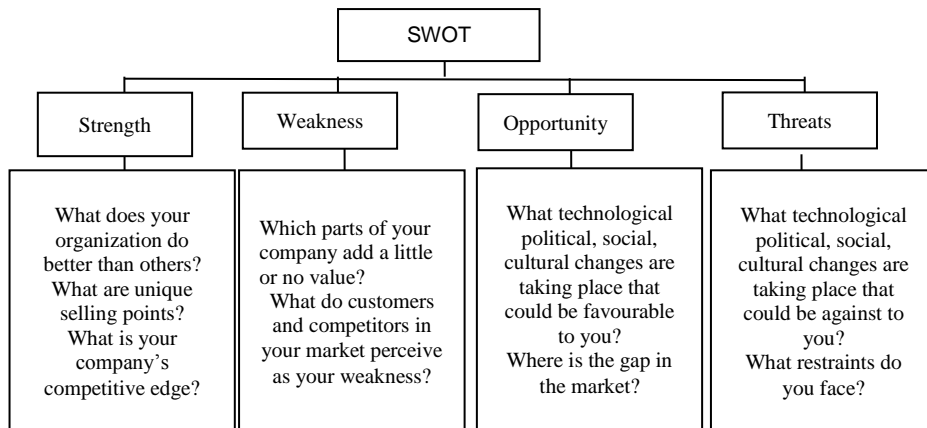 SWOT
Strength
Weakness
Opportunity
Threats
What does your
organization do
better than others?
What are unique
selling points?
What is your
company’s
competitive edge?
Which parts of your
company add a little
or no value?
What do customers
and competitors in
your market perceive
as your weakness?
What technological
political, social,
cultural changes are
taking place that
could be favourable
to you?
Where is the gap in
the market?
What technological
political, social,
cultural changes are
taking place that
could be against to
you?
What restraints do
you face?